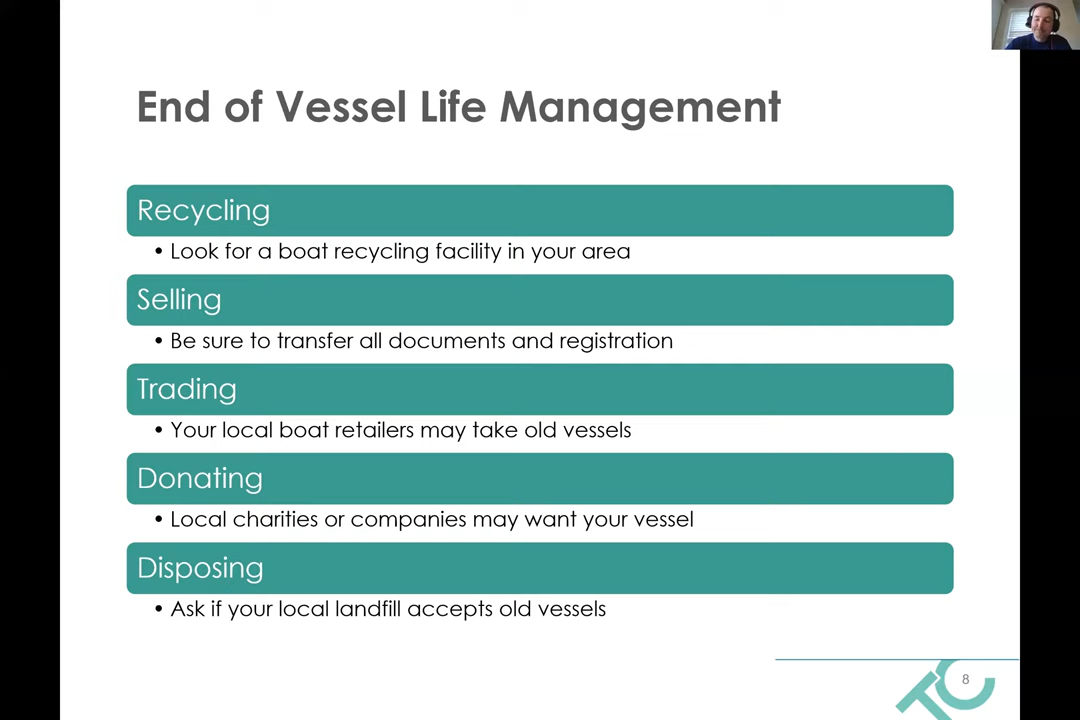 End of Vessel Life Management
Recycling
• Look for a boat recycling facility in your area
Selling
• Be sure to transfer all documents and registration
Trading
• Your local boat retailers may take old vessels
Donating
• Local charities or companies may want your vessel
Disposing
• Ask if your local landfill accepts old vessels
8
TC